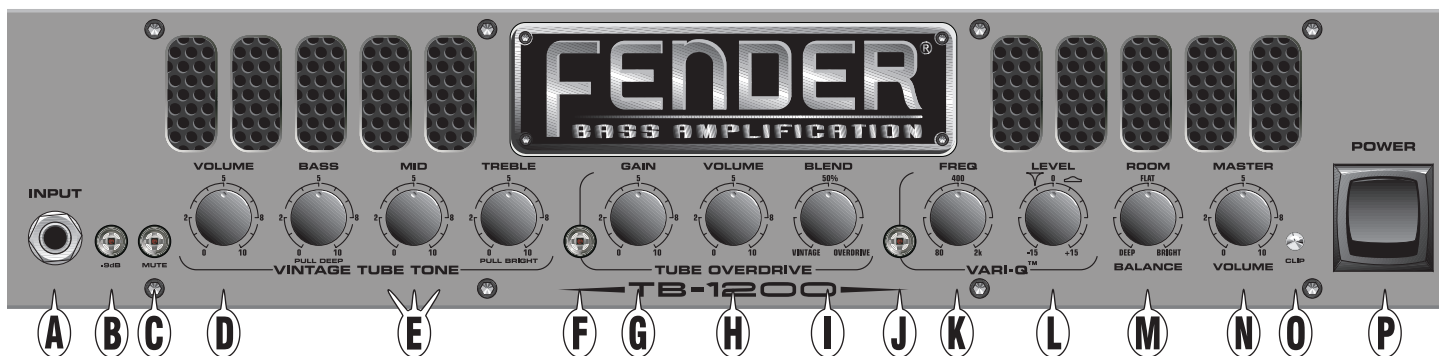 FENDER®
BASS AMPLIFICATION
INPUT
-9dB
MUTE
VOLUME
5
2 8
0 10
BASS
5
2 8
0 10
PULL DEEP
MID
5
2 8
0 10
TREBLE
5
2 8
0 10
PULL BRIGHT
VINTAGE TUBE TONE
GAIN
5
2 8
0 10
VOLUME
5
2 8
0 10
BLEND
50%
2 8
VINTAGE OVERDRIVE
TUBE OVERDRIVE
FREQ
400
80 2k
LEVEL
0
-15 +15
VARI-Q™
ROOM
FLAT
DEEP BRIGHT
BALANCE
MASTER
5
2 8
0 10
VOLUME
CLIP
POWER
TB-1200
A B C D E F G H I J K L M N O P